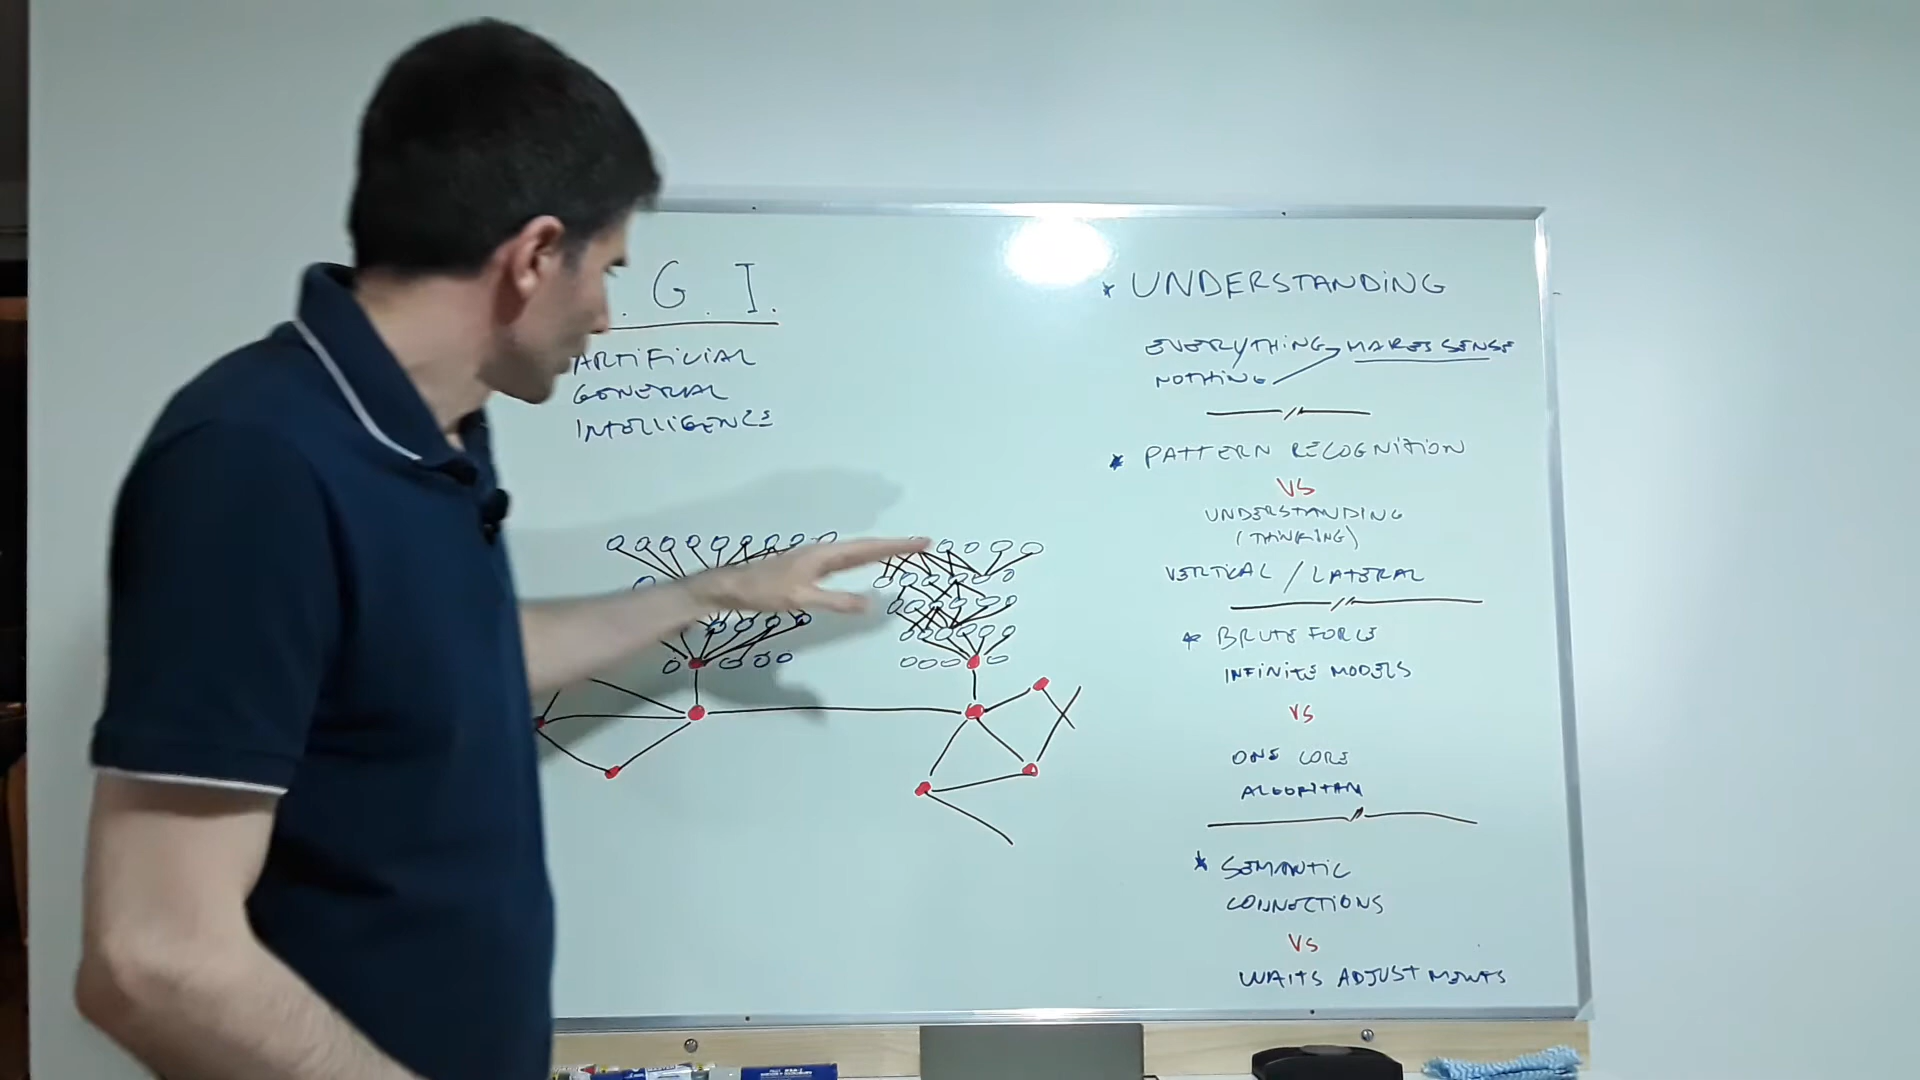 . G. I.
ARTIFICIAL
GENERAL
INTELLIGENCE
* UNDERSTANDING
EVERYTHING MAKES SENSE
NOTHING
* PATTERN RECOGNITION
VS
UNDERSTANDING
(THINKING)
VERTICAL / LATERAL
* BRUTE FORCE
INFINITE MODELS
VS
ONE CORE
ALGORITHM
* SEMANTIC
CONNECTIONS
VS
WAITS ADJUSTMENTS